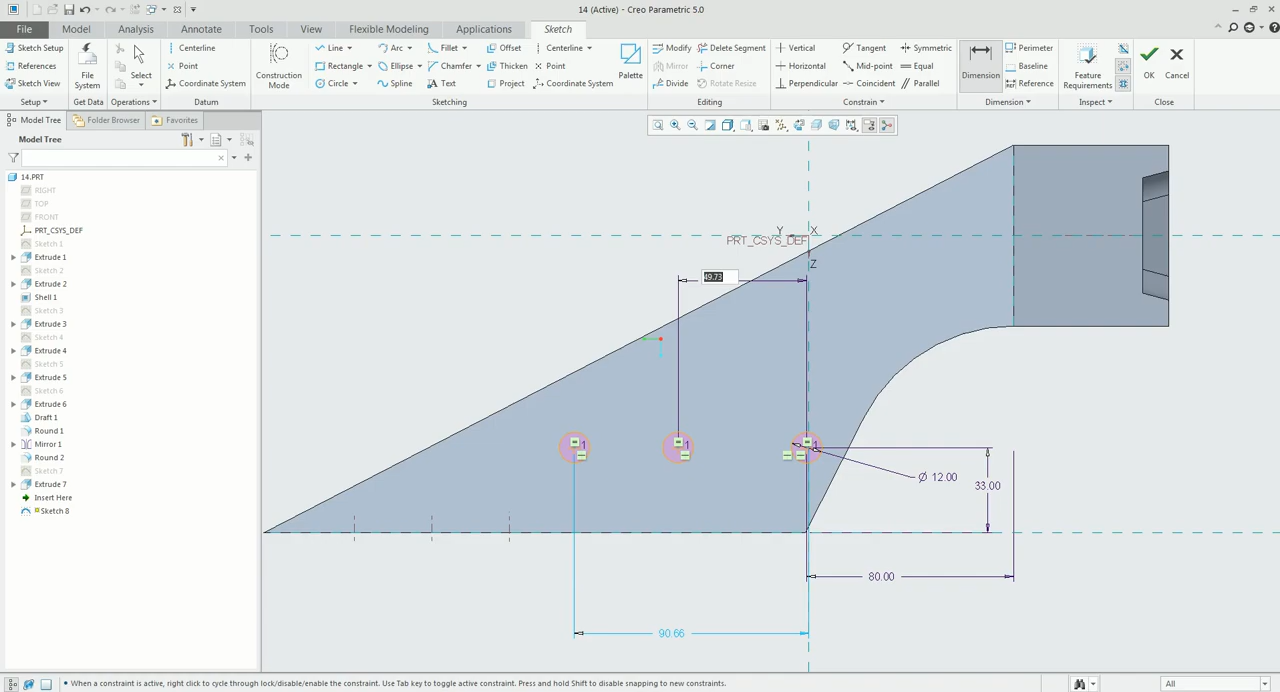 14 (Active) - Creo Parametric 5.0
File Model Analysis Annotate Tools View Flexible Modeling Applications Sketch
Sketch Setup
References
Sketch View
Setup
File System
Get Data
Select
Operations
Centerline
Point
Coordinate System
Datum
Construction Mode
Line Arc Fillet Offset Centerline
Rectangle Ellipse Chamfer Thicken Point
Circle Spline Text Project Coordinate System
Palette
Sketching
Modify Delete Segment
Mirror Corner
Divide Rotate Resize
Editing
Vertical Tangent Symmetric
Horizontal Mid-point Equal
Perpendicular Coincident Parallel
Constrain
Dimension
Perimeter
Baseline
Reference
Dimension
Feature Requirements
Inspect
OK
Cancel
Close
Model Tree Folder Browser Favorites
Model Tree
14.PRT
RIGHT
TOP
FRONT
PRT_CSYS_DEF
Sketch 1
Extrude 1
Sketch 2
Extrude 2
Shell 1
Extrude 3
Sketch 4
Extrude 4
Sketch 5
Extrude 5
Sketch 6
Extrude 6
Draft 1
Round 1
Mirror 1
Round 2
Sketch 7
Extrude 7
Insert Here
Sketch 8
Y X
PRT_CSYS_DEF
Z
49.73
1 1 1
Ø 12.00
33.00
80.00
90.66
When a constraint is active, right click to cycle through lock/disable/enable the constraint. Use Tab key to toggle active constraint. Press and hold Shift to disable snapping to new constraints.
All